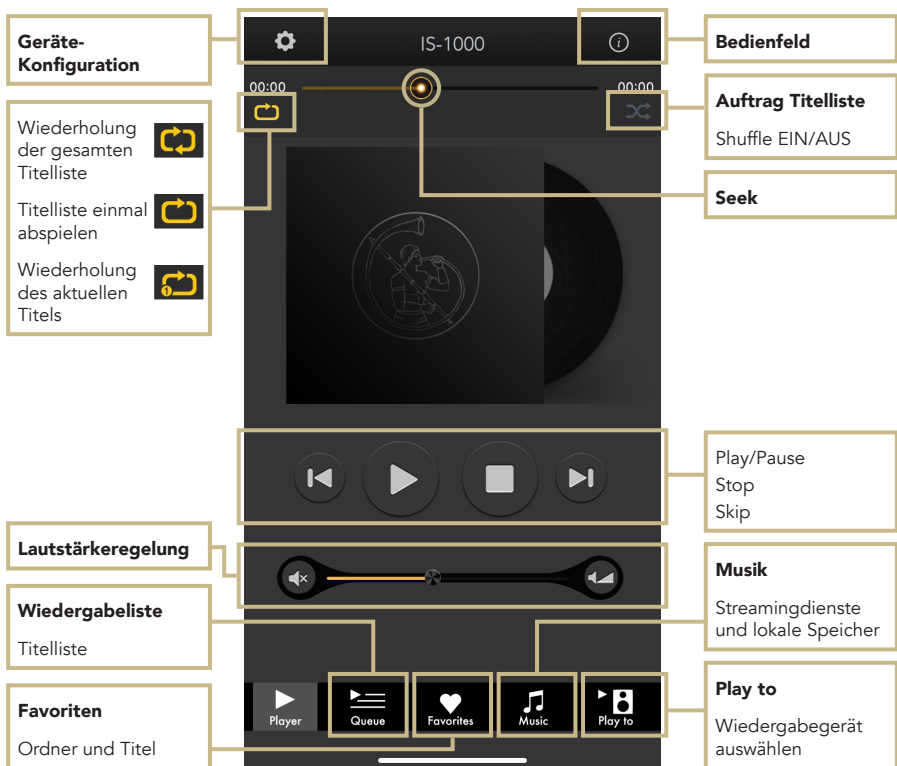 Geräte-
Konfiguration
IS-1000
Bedienfeld
00:00
00:00
Wiederholung
der gesamten
Titelliste
Titelliste einmal
abspielen
Wiederholung
des aktuellen
Titels
1
Auftrag Titelliste
Shuffle EIN/AUS
Seek
Play/Pause
Stop
Skip
Lautstärkeregelung
Wiedergabeliste
Titelliste
Musik
Streamingdienste
und lokale Speicher
Favoriten
Ordner und Titel
Player
Queue
Favorites
Music
Play to
Play to
Wiedergabegerät
auswählen